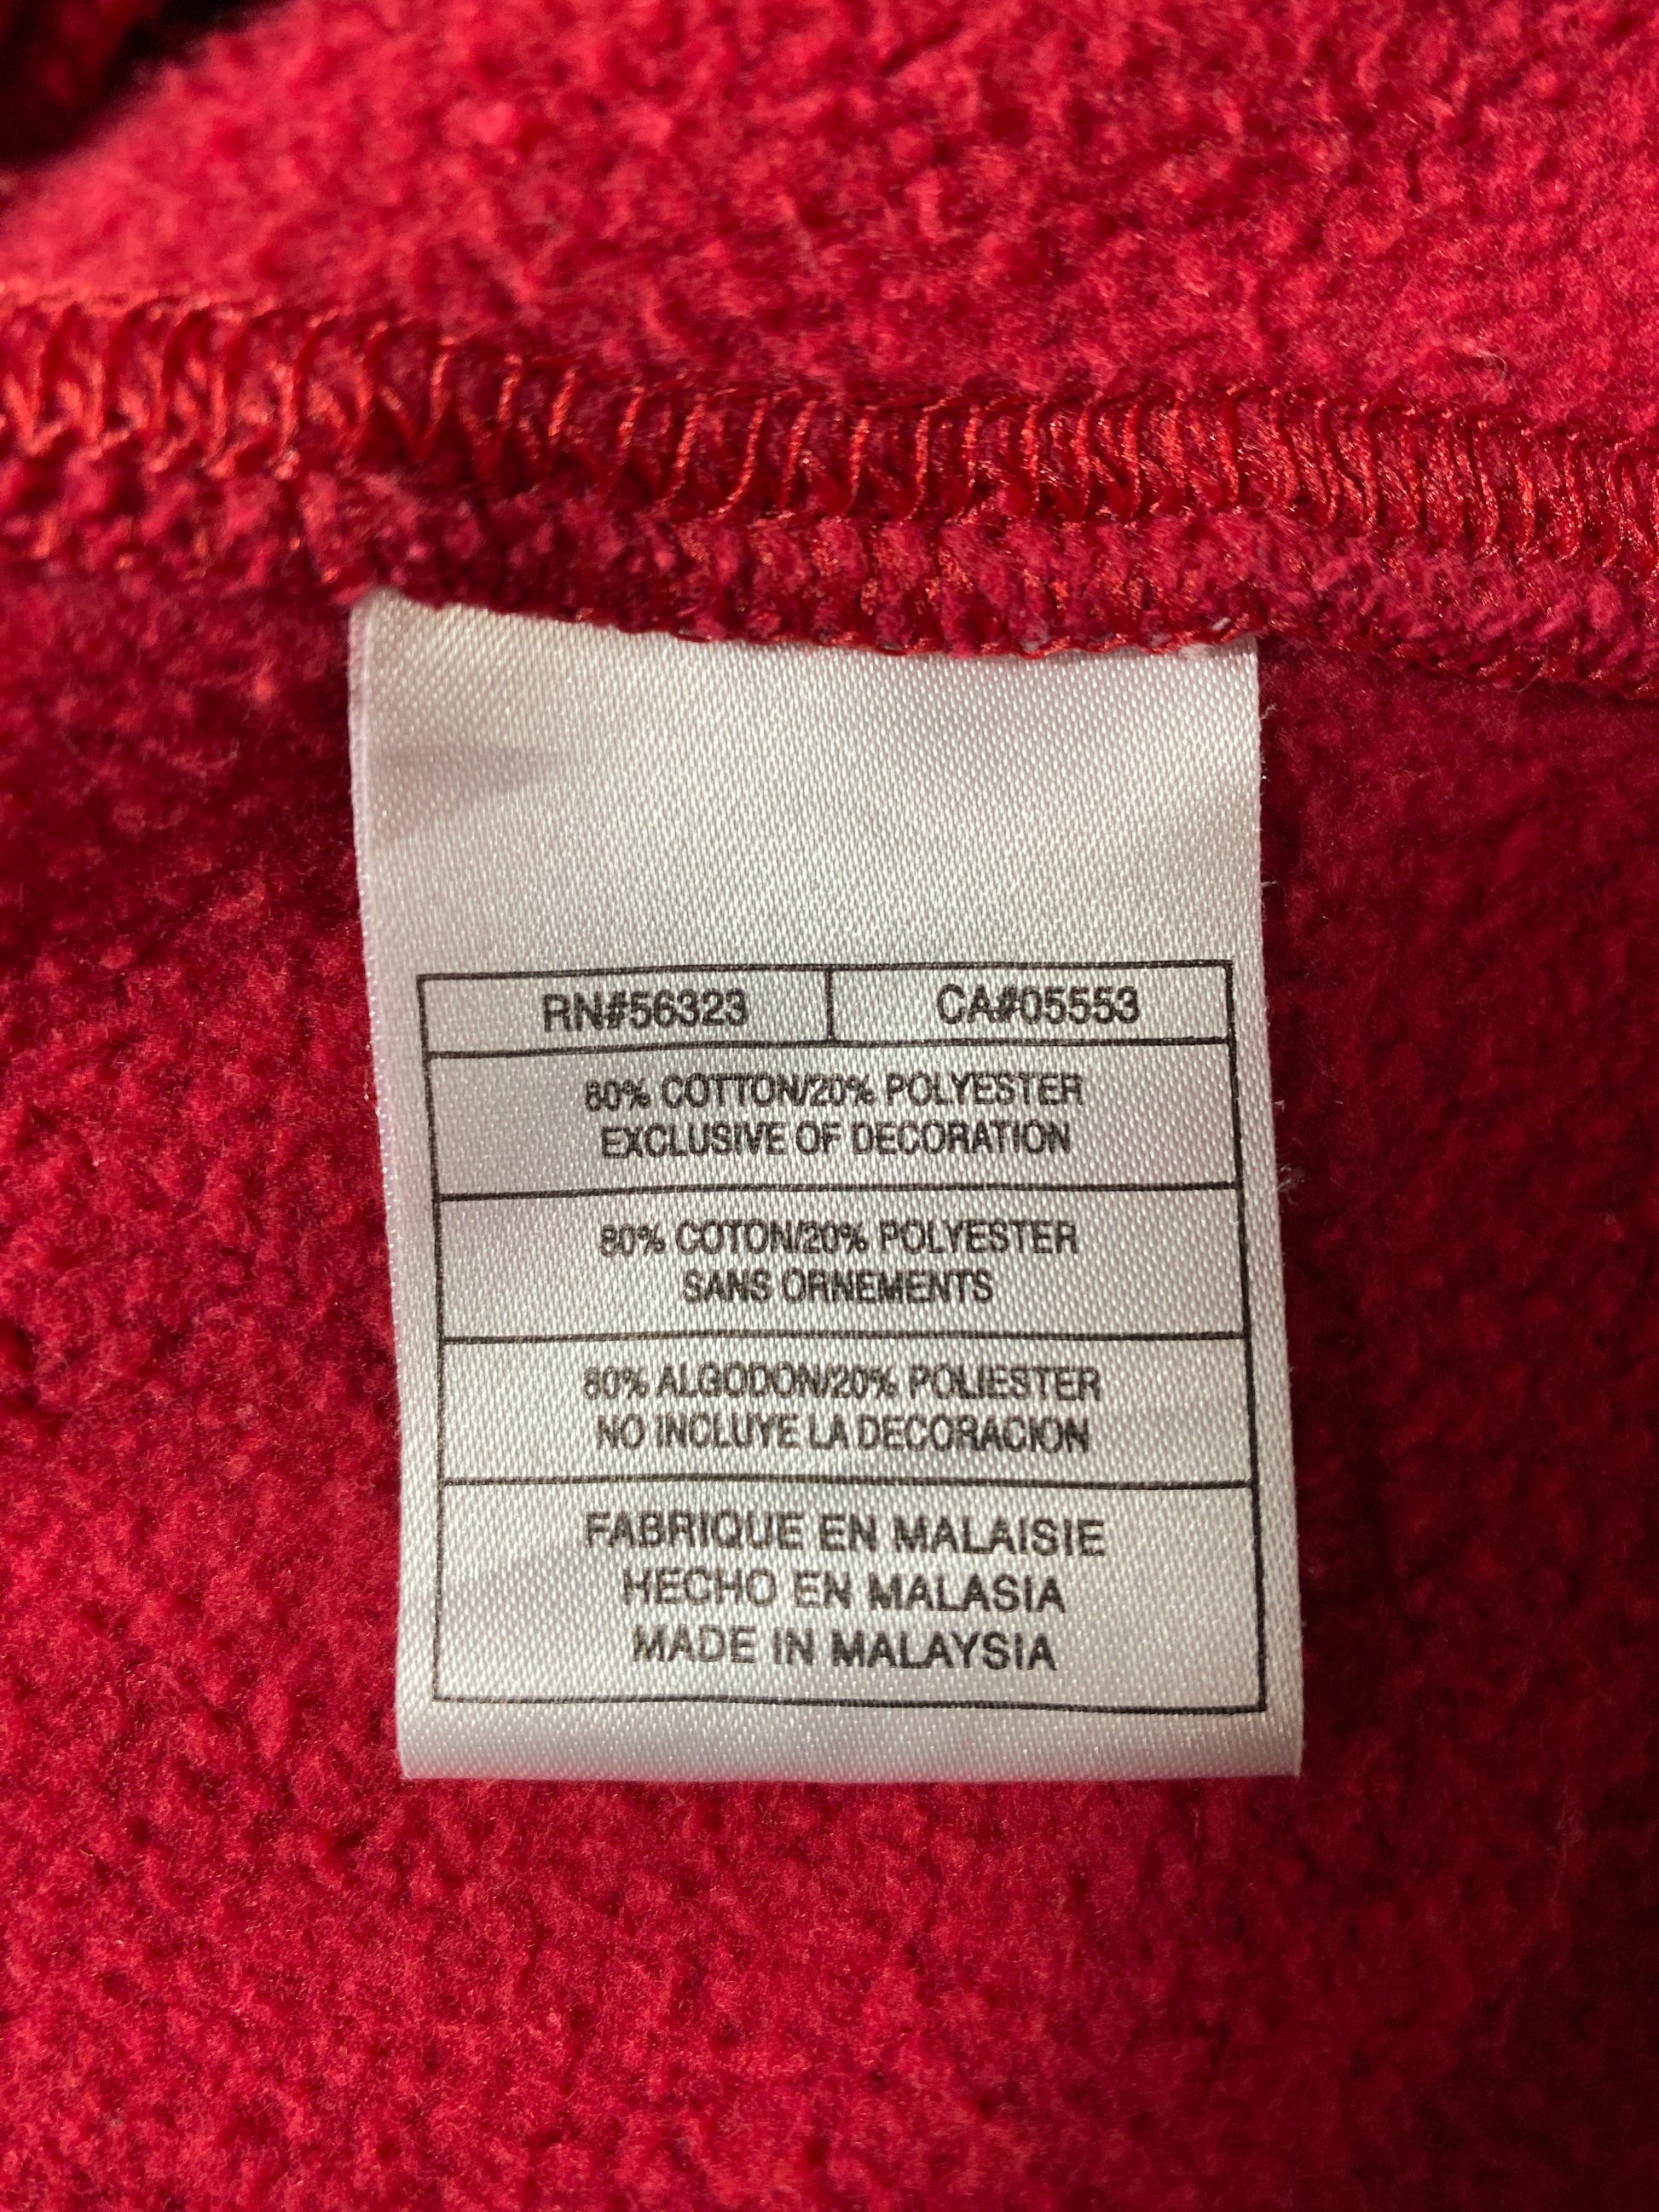 RN#56323 CA#05553
80% COTTON/20% POLYESTER
EXCLUSIVE OF DECORATION
80% COTON/20% POLYESTER
SANS ORNEMENTS
80% ALGODON/20% POLIESTER
NO INCLUYE LA DECORACION
FABRIQUE EN MALAISIE
HECHO EN MALASIA
MADE IN MALAYSIA